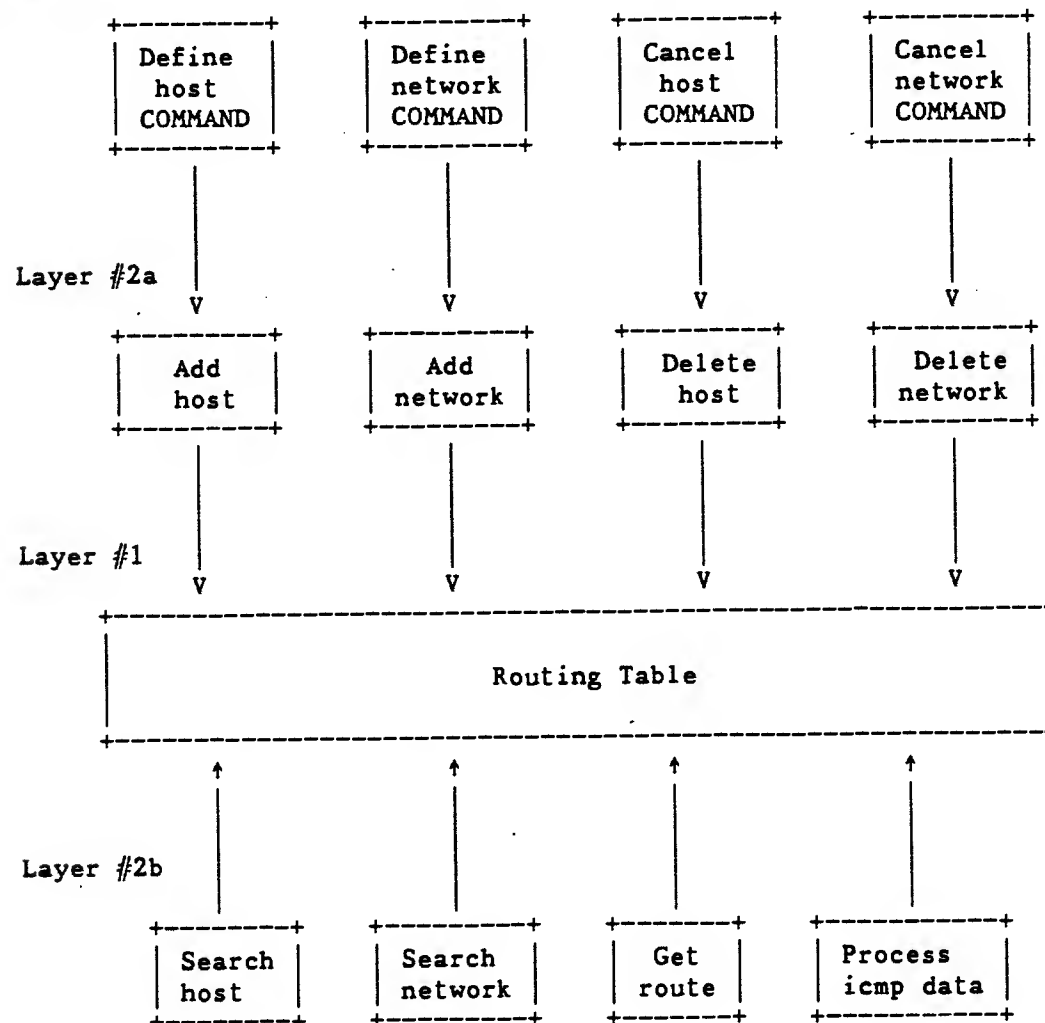 Define Define Cancel Cancel
host network host network
COMMAND COMMAND COMMAND COMMAND
Layer #2a
V V V V
Add Add Delete Delete
host network host network
Layer #1
V V V V
Routing Table
Layer #2b
Search Search Get Process
host network route icmp data